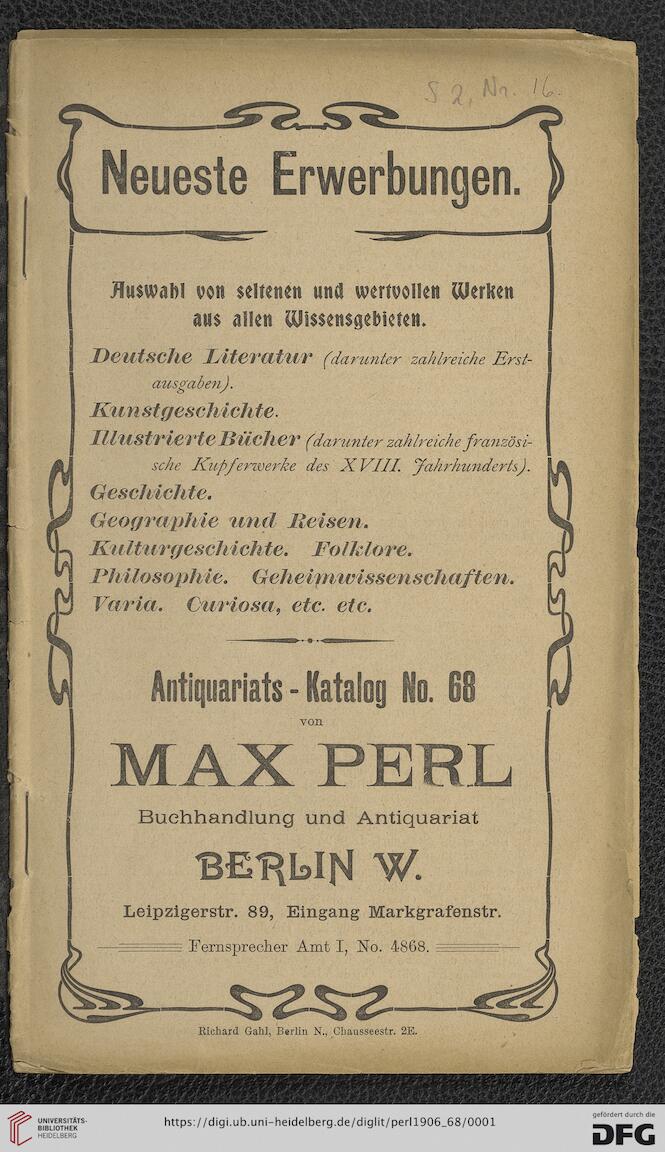 S 2, Nr. 16.
Neueste Erwerbungen.
Auswahl von seltenen und wertvollen Werken
aus allen Wissensgebieten.
Deutsche Literatur (darunter zahlreiche Erst-
ausgaben).
Kunstgeschichte.
Illustrierte Bücher (darunter zahlreiche französi-
sche Kupferwerke des XVIII. Jahrhunderts).
Geschichte.
Geographie und Reisen.
Kulturgeschichte. Folklore.
Philosophie. Geheimwissenschaften.
Varia. Curiosa, etc. etc.
Antiquariats-Katalog No. 68
von
MAX PERL
Buchhandlung und Antiquariat
BERLIN W.
Leipzigerstr. 89, Eingang Markgrafenstr.
Fernsprecher Amt I, No. 4868.
Richard Gahl, Berlin N., Chausseestr. 2E.
UNIVERSITÄTS-
BIBLIOTHEK
HEIDELBERG
https://digi.ub.uni-heidelberg.de/diglit/perl1906_68/0001
gefördert durch die
DFG